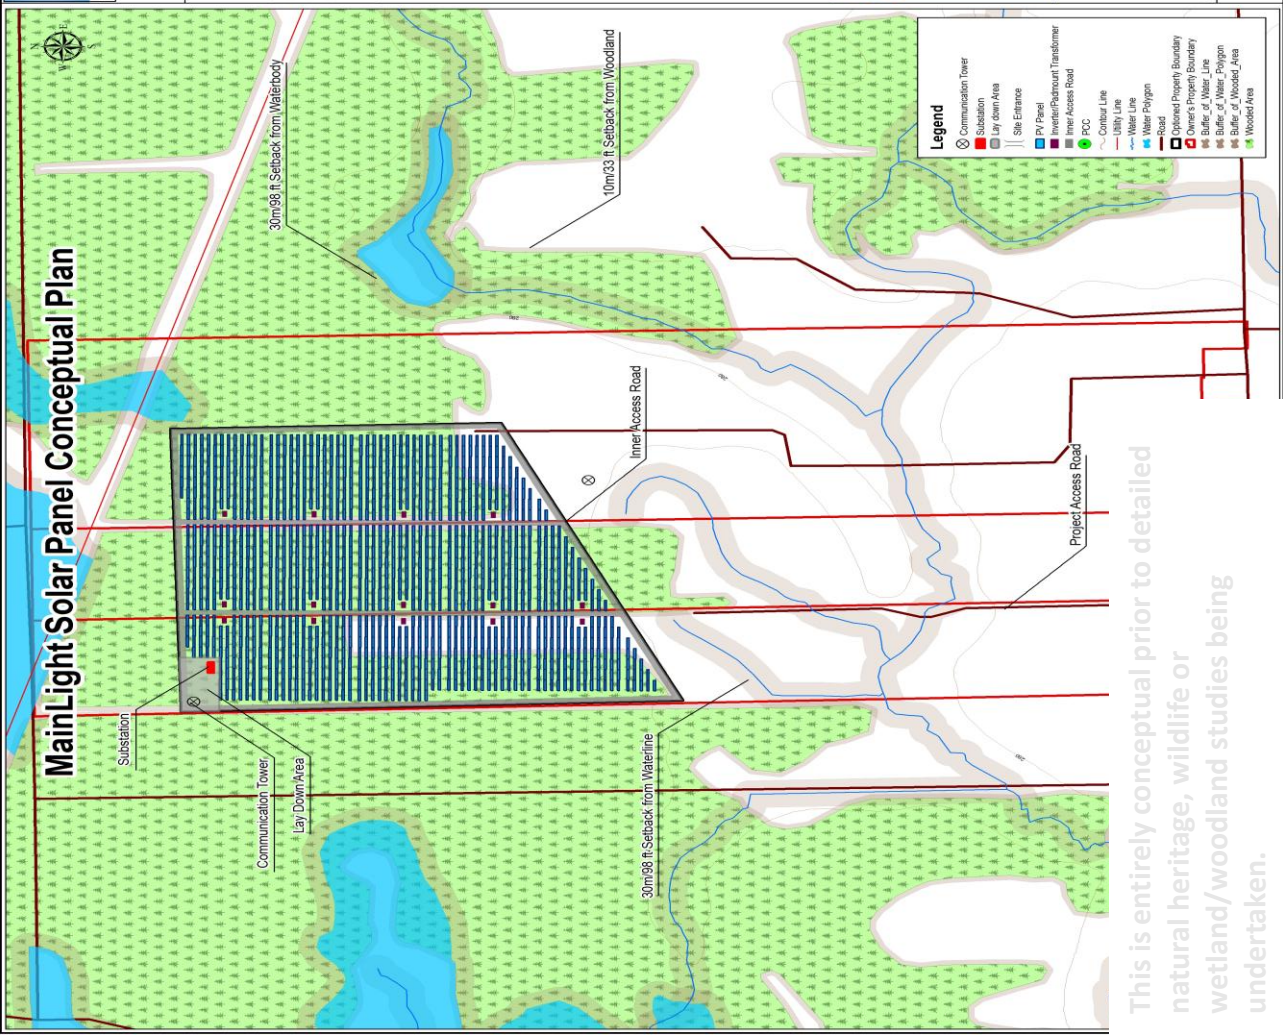 MainLight Solar Panel Conceptual Plan
N
E
S
W
30m/98 ft Setback from Waterbody
10m/33 ft Setback from Woodland
Inner Access Road
Project Access Road
Substation
Communication Tower
Lay Down Area
30m/98 ft Setback from Waterline
280
280
280
Legend
Communication Tower
Substation
Lay down Area
Site Entrance
PV Panel
Inverter/Padmount Transformer
Inner Access Road
PCC
Contour Line
Utility Line
Water Line
Water Polygon
Road
Optioned Property Boundary
Owner's Property Boundary
Buffer_of_Water_Line
Buffer_of_Water_Polygon
Buffer_of_Wooded_Area
Wooded Area
This is entirely conceptual prior to detailed
natural heritage, wildlife or
wetland/woodland studies being
undertaken.